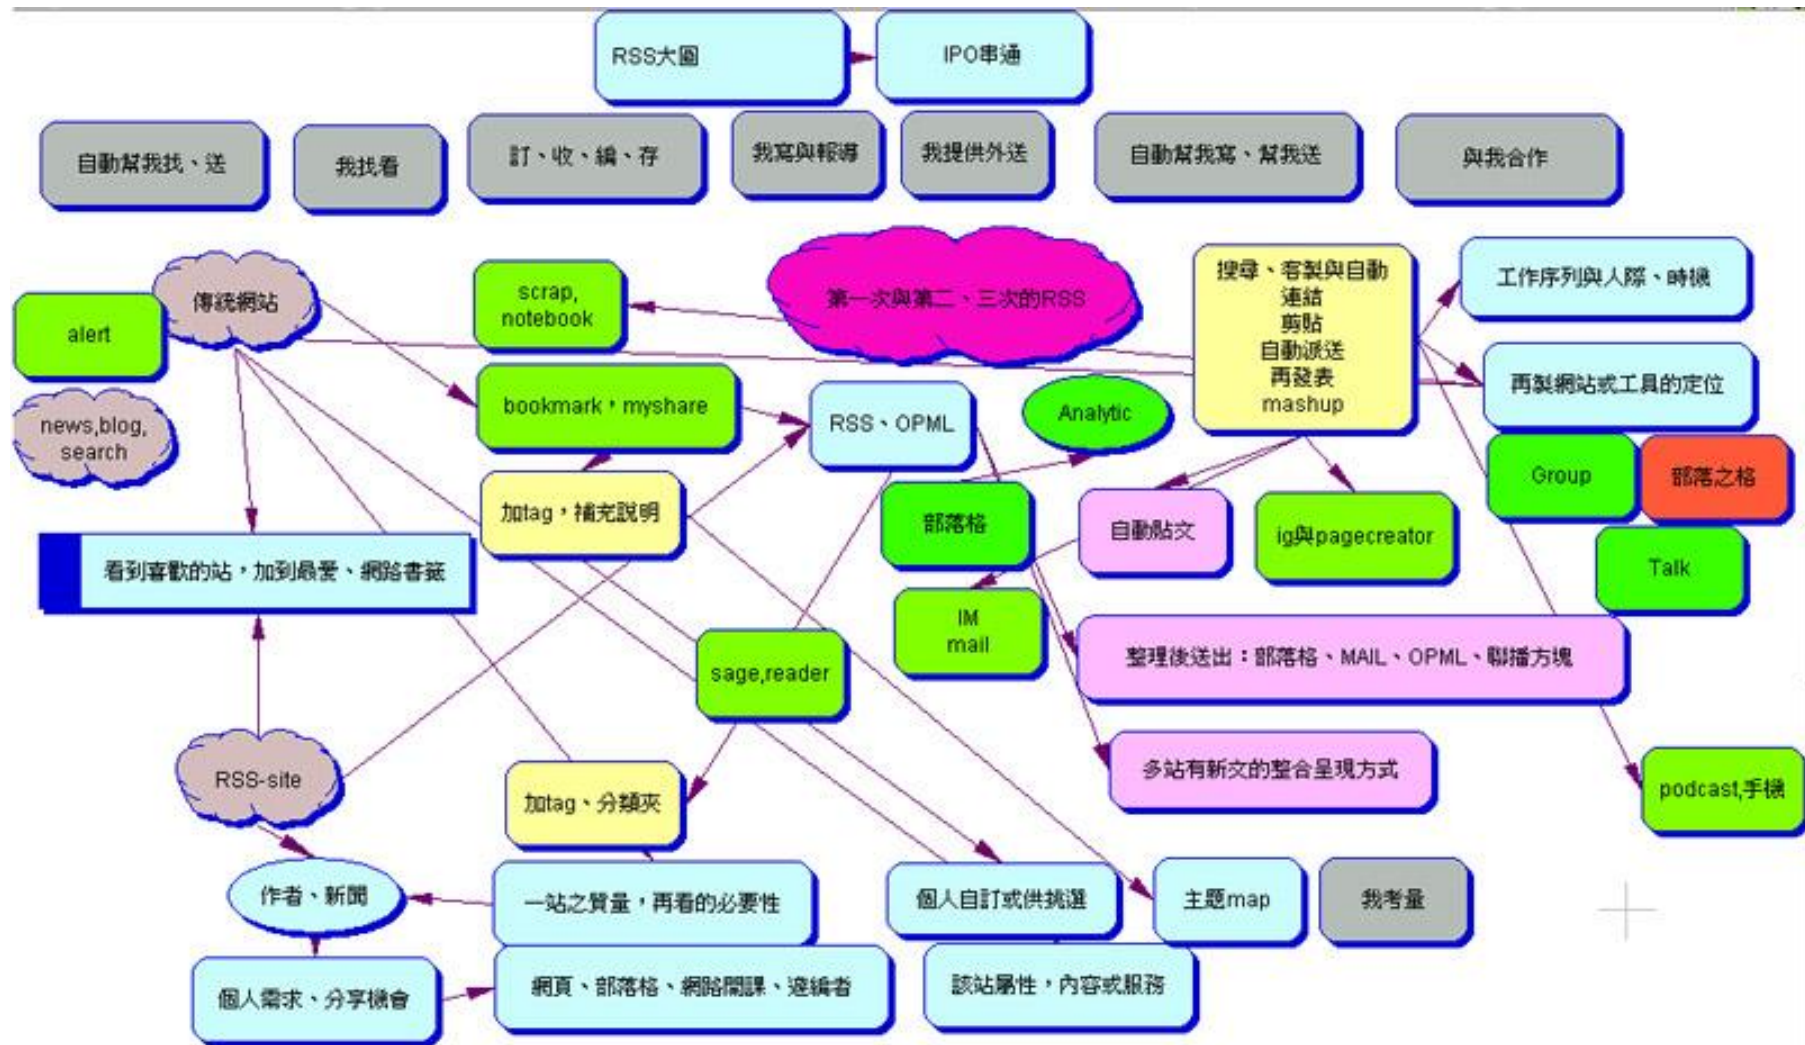 RSS大圖
IPO串通
自動幫我找、送
我找看
訂、收、編、存
我寫與報導
我提供外送
自動幫我寫、幫我送
與我合作
傳統網站
alert
news,blog,
search
scrap,
notebook
第一次與第二、三次的RSS
搜尋、客製與自動
連結
剪貼
自動派送
再發表
mashup
工作序列與人際、時機
再製網站或工具的定位
bookmark，myshare
RSS、OPML
Analytic
Group
部落之格
加tag，補充說明
部落格
自動貼文
ig與pagecreator
Talk
看到喜歡的站，加到最愛、網路書籤
IM
mail
整理後送出：部落格、MAIL、OPML、聯播方塊
sage,reader
RSS-site
加tag、分類夾
多站有新文的整合呈現方式
podcast,手機
作者、新聞
一站之質量，再看的必要性
個人自訂或供挑選
主題map
我考量
個人需求、分享機會
網頁、部落格、網路開課、遴編者
該站屬性，內容或服務